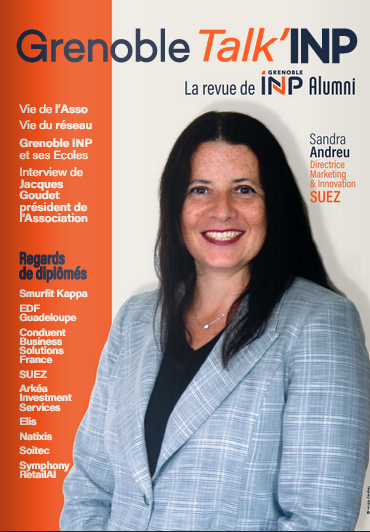 Grenoble Talk'INP
La revue de GRENOBLE INP Alumni
Vie de l'Asso
Vie du réseau
Grenoble INP
et ses Ecoles
Interview de
Jacques
Goudet
président de
l'Association
Sandra
Andreu
Directrice
Marketing
& Innovation
SUEZ
Regards
de diplômés
Smurfit Kappa
EDF
Guadeloupe
Conduent
Business
Solutions
France
SUEZ
Arkéa
Investment
Services
Elis
Natixis
Soitec
Symphony
RetailAI